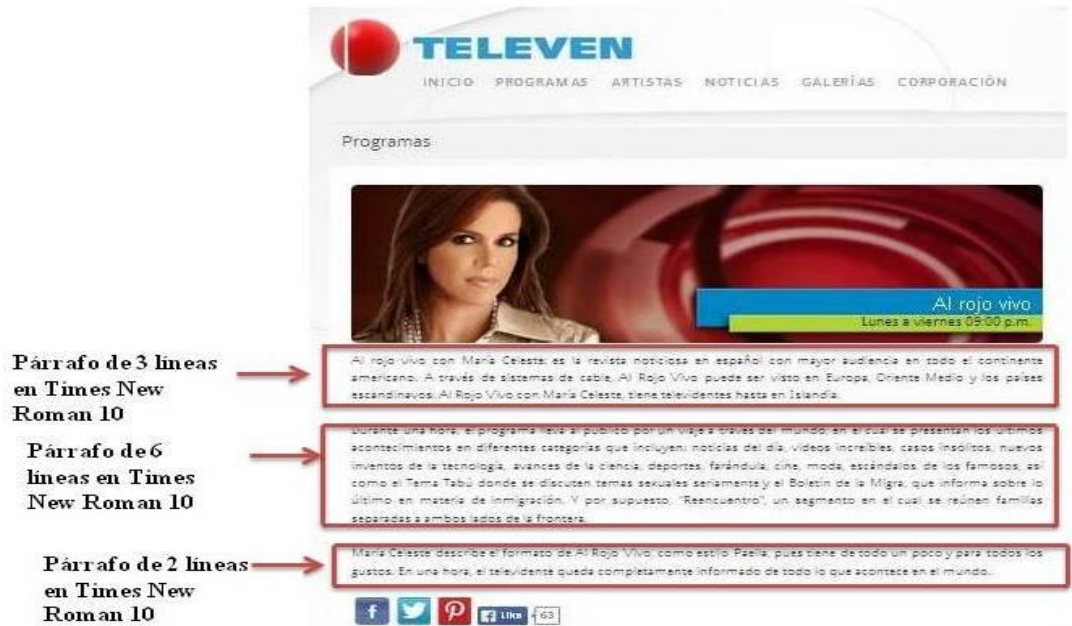 TELEVEN
INICIO PROGRAMAS ARTISTAS NOTICIAS GALERÍAS CORPORACIÓN
Programas
Al rojo vivo
Lunes a viernes 09:00 p.m.
Párrafo de 3 líneas
en Times New
Roman 10
Al rojo vivo con María Celeste: es la revista noticiosa en español con mayor audiencia en todo el continente
americano. A través de sistemas de cable, Al Rojo Vivo puede ser visto en Europa, Oriente Medio y los países
escandinavos. Al Rojo Vivo con María Celeste, tiene televidentes hasta en Islandia.
Párrafo de 6
líneas en Times
New Roman 10
Durante una hora, el programa lleva al público por un viaje a través del mundo, en el cual se presentan los últimos
acontecimientos en diferentes categorías que incluyen: noticias del día, videos increíbles, casos insólitos, nuevos
inventos de la tecnología, avances de la ciencia, deportes, farándula, cine, moda, escándalos de los famosos, así
como el Tema Tabú donde se discuten temas sexuales seriamente y el Boletín de la Migra, que informa sobre lo
último en materia de inmigración. Y por supuesto, "Reencuentro", un segmento en el cual se reúnen familias
separadas a ambos lados de la frontera.
Párrafo de 2 líneas
en Times New
Roman 10
María Celeste describe el formato de Al Rojo Vivo, como estilo Paella, pues tiene de todo un poco y para todos los
gustos. En una hora, el televidente queda completamente informado de todo lo que acontece en el mundo.
Like 63